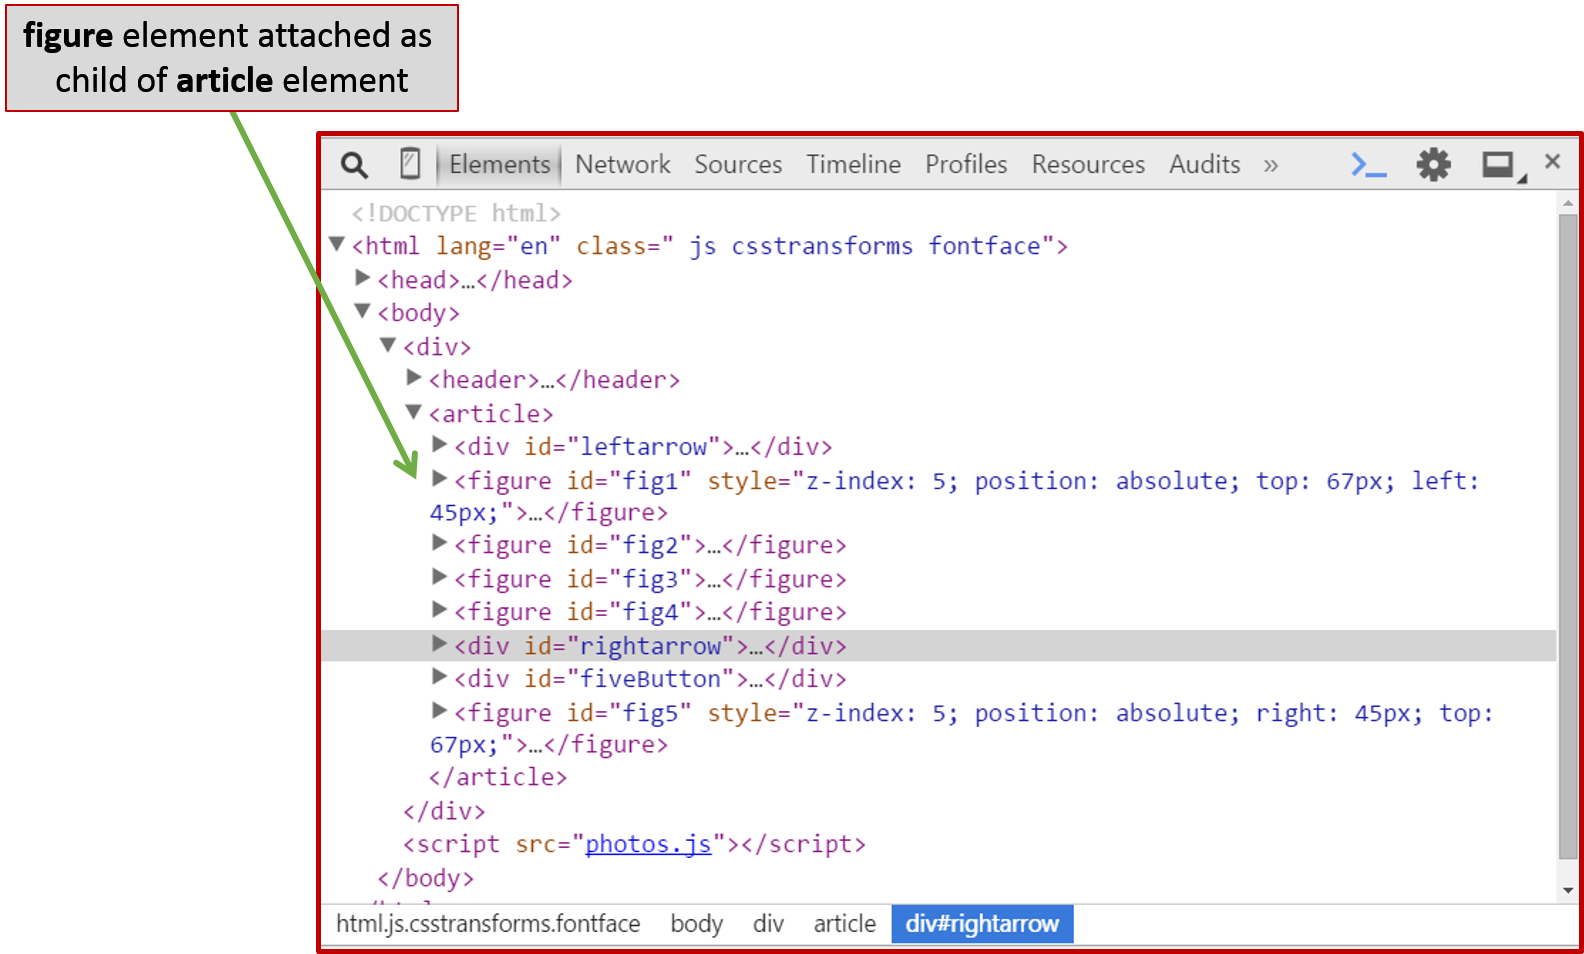 figure element attached as
child of article element
Elements Network Sources Timeline Profiles Resources Audits »
<!DOCTYPE html>
<html lang="en" class=" js csstransforms fontface">
<head>…</head>
<body>
<div>
<header>…</header>
<article>
<div id="leftarrow">…</div>
<figure id="fig1" style="z-index: 5; position: absolute; top: 67px; left:
45px;">…</figure>
<figure id="fig2">…</figure>
<figure id="fig3">…</figure>
<figure id="fig4">…</figure>
<div id="rightarrow">…</div>
<div id="fiveButton">…</div>
<figure id="fig5" style="z-index: 5; position: absolute; right: 45px; top:
67px;">…</figure>
</article>
</div>
<script src="photos.js"></script>
</body>
html.js.csstransforms.fontface body div article div#rightarrow